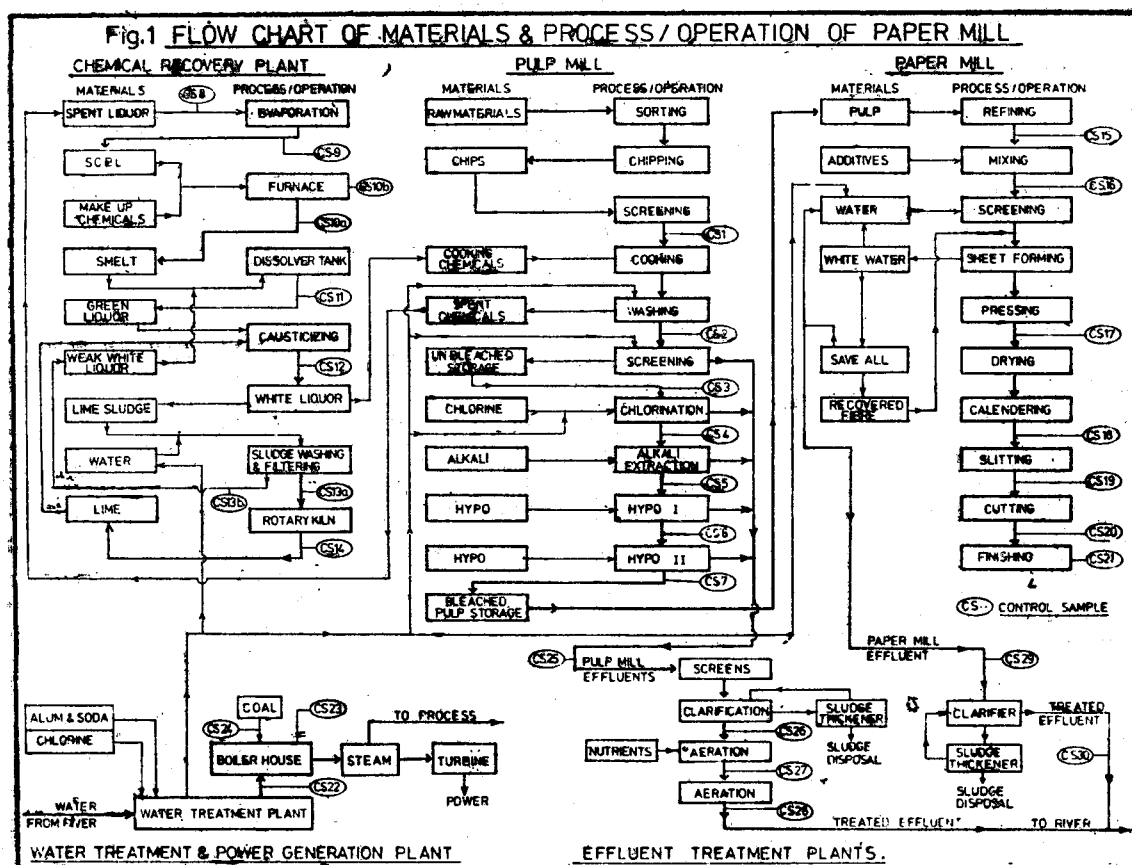 Fig.1 FLOW CHART OF MATERIALS & PROCESS/OPERATION OF PAPER MILL
CHEMICAL RECOVERY PLANT
MATERIALS
CS8
PROCESS/OPERATION
SPENT LIQUOR
EVAPORATION
CS9
SCBL
FURNACE
CS10b
MAKE UP
CHEMICALS
CS10a
SMELT
DISSOLVER TANK
CS11
GREEN
LIQUOR
CAUSTICIZING
WEAK WHITE
LIQUOR
CS12
WHITE LIQUOR
LIME SLUDGE
WATER
SLUDGE WASHING
& FILTERING
CS13b
CS13a
LIME
ROTARY KILN
CS14
PULP MILL
MATERIALS
PROCESS/OPERATION
RAW MATERIALS
SORTING
CHIPS
CHIPPING
SCREENING
CS1
COOKING
CHEMICALS
COOKING
SPENT
CHEMICALS
WASHING
CS2
UNBLEACHED
STORAGE
SCREENING
CS3
CHLORINE
CHLORINATION
CS4
ALKALI
ALKALI
EXTRACTION
CS5
HYPO
HYPO I
CS6
HYPO
HYPO II
CS7
BLEACHED
PULP STORAGE
PAPER MILL
MATERIALS
PROCESS/OPERATION
PULP
REFINING
CS15
ADDITIVES
MIXING
CS16
WATER
SCREENING
WHITE WATER
SHEET FORMING
PRESSING
CS17
SAVE ALL
DRYING
RECOVERED
FIBRE
CALENDERING
CS18
SLITTING
CS19
CUTTING
CS20
FINISHING
CS21
CS-- CONTROL SAMPLE
ALUM & SODA
CHLORINE
COAL
CS24
CS23
TO PROCESS
BOILER HOUSE
STEAM
TURBINE
CS22
POWER
WATER
FROM RIVER
WATER TREATMENT PLANT
WATER TREATMENT & POWER GENERATION PLANT
CS25
PULP MILL
EFFLUENTS
SCREENS
CLARIFICATION
SLUDGE
THICKENER
CS26
SLUDGE
DISPOSAL
NUTRIENTS
AERATION
CS27
AERATION
CS28
TREATED EFFLUENT
TO RIVER
PAPER MILL
EFFLUENT
CS29
CLARIFIER
TREATED
EFFLUENT
SLUDGE
THICKENER
CS30
SLUDGE
DISPOSAL
EFFLUENT TREATMENT PLANTS.